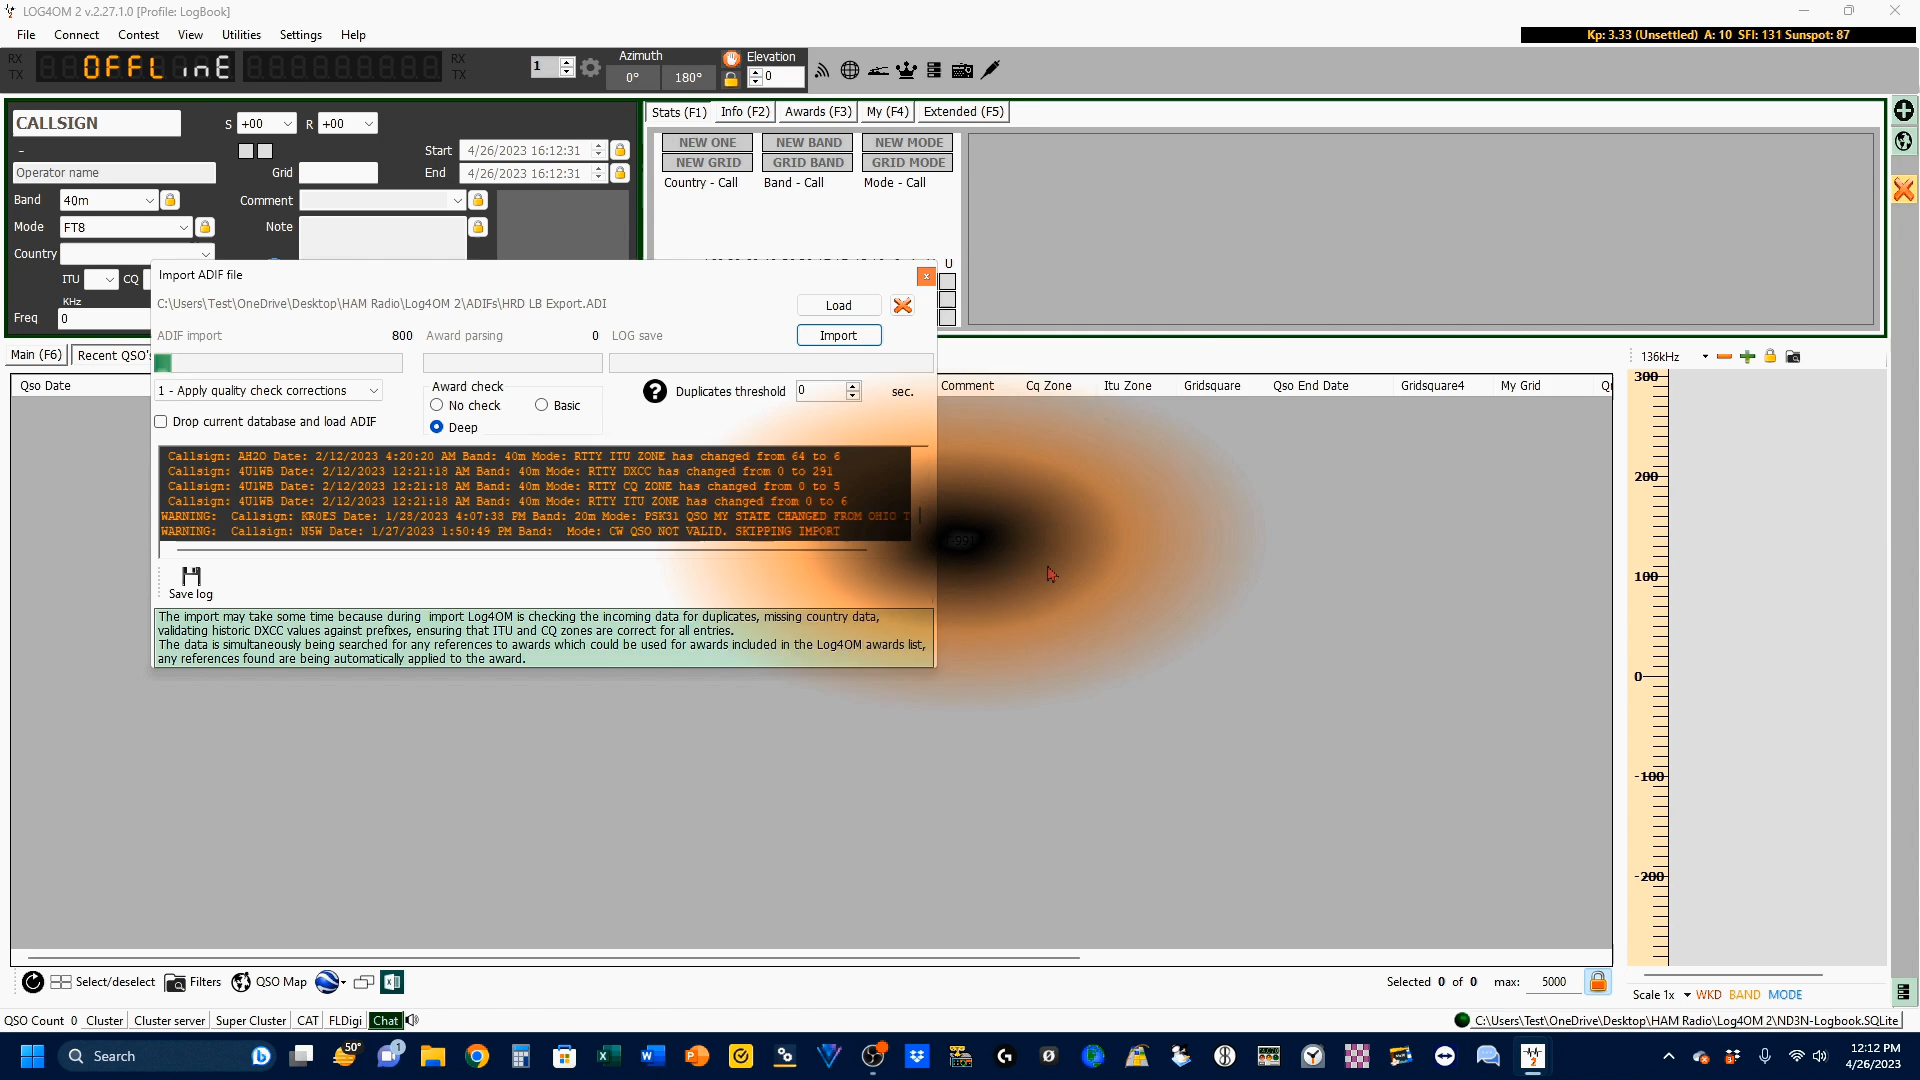 LOG4OM 2 v.2.27.1.0 [Profile: LogBook]
File Connect Contest View Utilities Settings Help
Kp: 3.33 (Unsettled) A: 10 SFI: 131 Sunspot: 87
RX
TX
OFFLinE
RX
TX
1
Azimuth
0° 180°
Elevation
0
CALLSIGN
S +00 R +00
-
Operator name
Grid
Start 4/26/2023 16:12:31
End 4/26/2023 16:12:31
Band 40m
Comment
Mode FT8
Note
Country
ITU CQ
KHz
Freq 0
Stats (F1) Info (F2) Awards (F3) My (F4) Extended (F5)
NEW ONE NEW BAND NEW MODE
NEW GRID GRID BAND GRID MODE
Country - Call Band - Call Mode - Call
U
Main (F6) Recent QSO's
Qso Date
Comment Cq Zone Itu Zone Gridsquare Qso End Date Gridsquare4 My Grid
Import ADIF file
x
C:\Users\Test\OneDrive\Desktop\HAM Radio\Log4OM 2\ADIFs\HRD LB Export.ADI
Load
ADIF import 800 Award parsing 0 LOG save
Import
1 - Apply quality check corrections
Award check
No check Basic
Deep
? Duplicates threshold 0 sec.
Drop current database and load ADIF
Callsign: AH2O Date: 2/12/2023 4:20:20 AM Band: 40m Mode: RTTY ITU ZONE has changed from 64 to 6
Callsign: 4U1WB Date: 2/12/2023 12:21:18 AM Band: 40m Mode: RTTY DXCC has changed from 0 to 291
Callsign: 4U1WB Date: 2/12/2023 12:21:18 AM Band: 40m Mode: RTTY CQ ZONE has changed from 0 to 5
Callsign: 4U1WB Date: 2/12/2023 12:21:18 AM Band: 40m Mode: RTTY ITU ZONE has changed from 0 to 6
WARNING: Callsign: KR0ES Date: 1/28/2023 4:07:38 PM Band: 20m Mode: PSK31 QSO MY STATE CHANGED FROM OHIO T
WARNING: Callsign: N5W Date: 1/27/2023 1:50:49 PM Band: Mode: CW QSO NOT VALID. SKIPPING IMPORT
Save log
The import may take some time because during import Log4OM is checking the incoming data for duplicates, missing country data,
validating historic DXCC values against prefixes, ensuring that ITU and CQ zones are correct for all entries.
The data is simultaneously being searched for any references to awards which could be used for awards included in the Log4OM awards list,
any references found are being automatically applied to the award.
136kHz
300
200
100
0
-100
-200
Select/deselect Filters QSO Map
Selected 0 of 0 max: 5000
Scale 1x WKD BAND MODE
QSO Count 0 Cluster Cluster server Super Cluster CAT FLDigi Chat
C:\Users\Test\OneDrive\Desktop\HAM Radio\Log4OM 2\ND3N-Logbook.SQLite
Search
50°
1
12:12 PM
4/26/2023